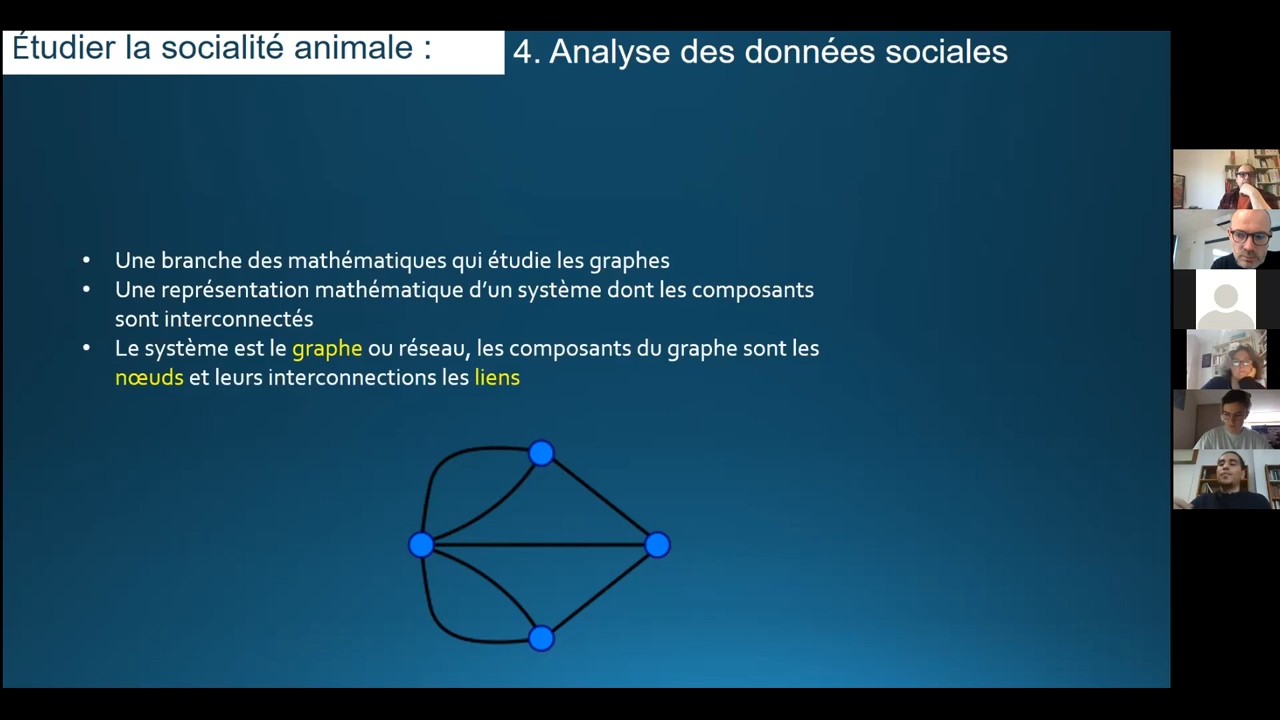 Étudier la socialité animale :
4. Analyse des données sociales
• Une branche des mathématiques qui étudie les graphes
• Une représentation mathématique d’un système dont les composants
sont interconnectés
• Le système est le graphe ou réseau, les composants du graphe sont les
nœuds et leurs interconnections les liens